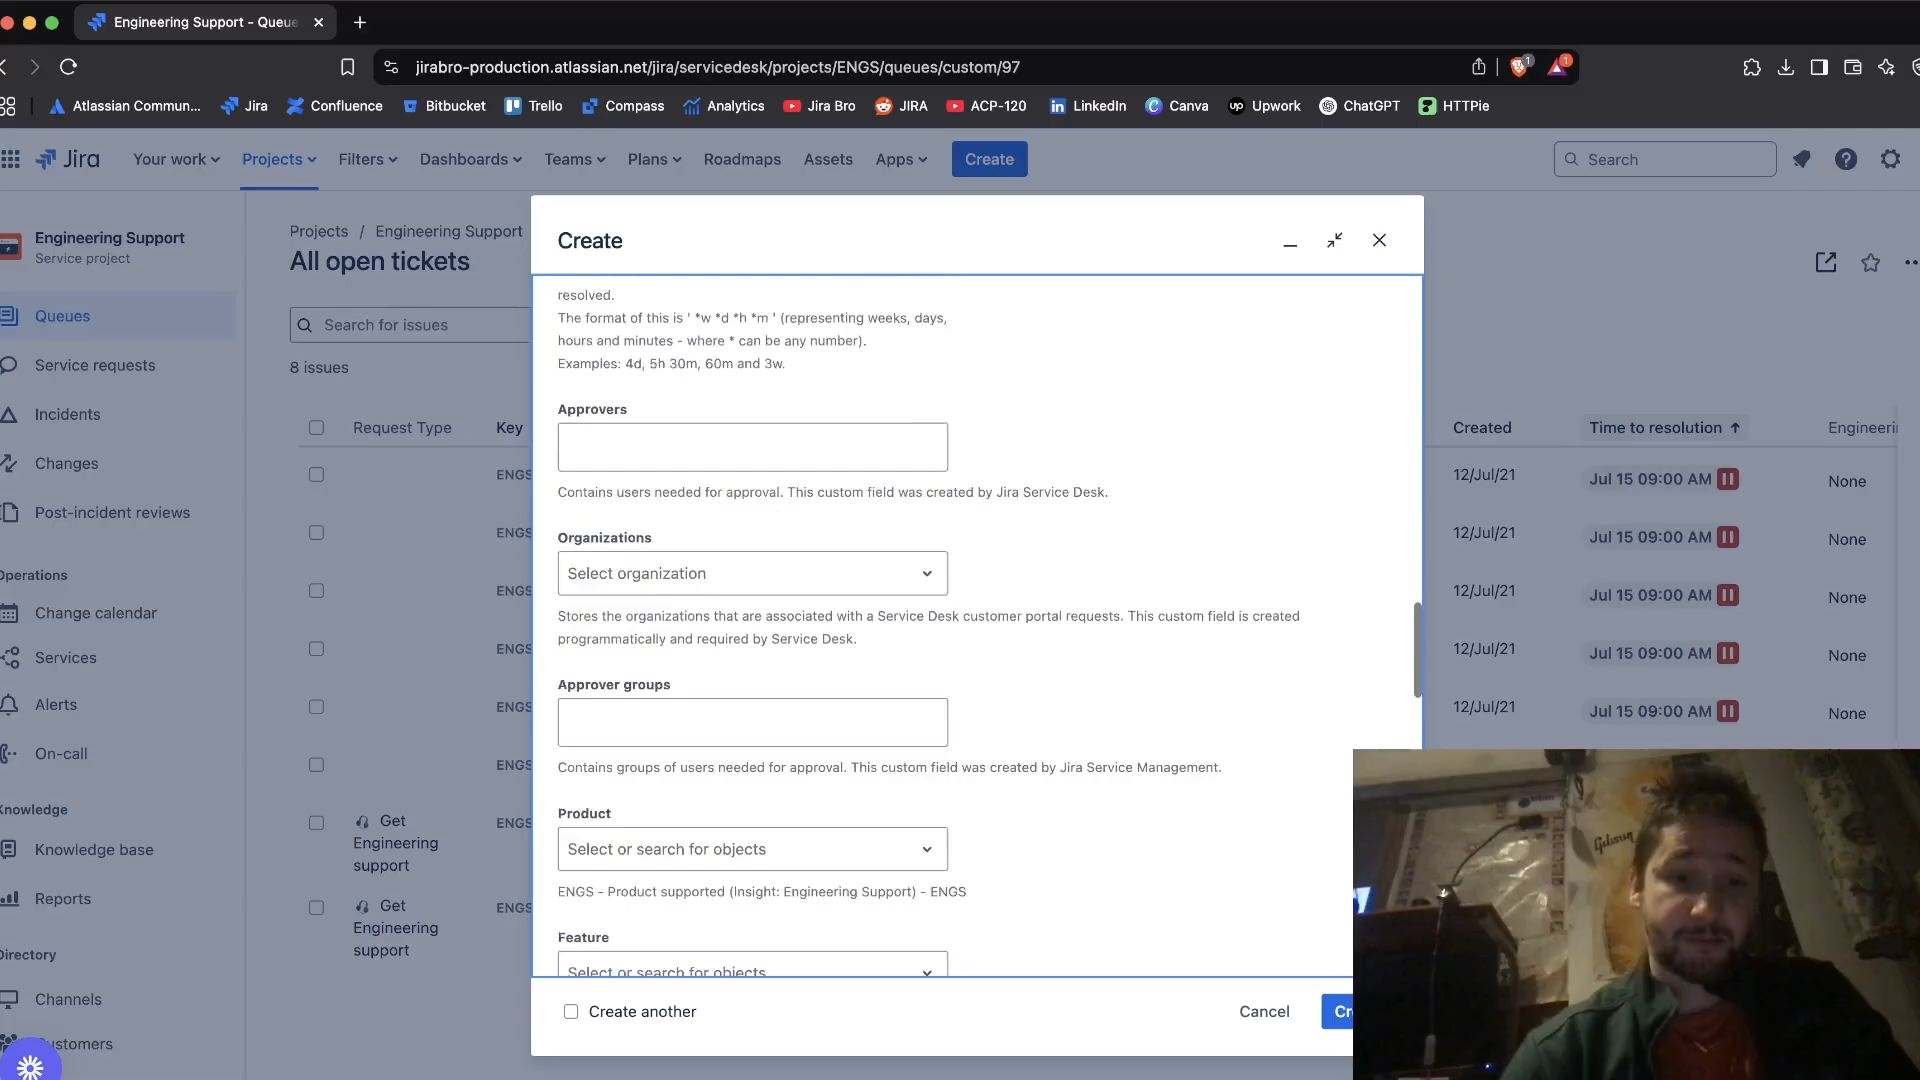 Engineering Support - Queue
jirabro-production.atlassian.net/jira/servicedesk/projects/ENGS/queues/custom/97
1
1
Atlassian Commun...
Jira
Confluence
Bitbucket
Trello
Compass
Analytics
Jira Bro
JIRA
ACP-120
LinkedIn
Canva
Upwork
ChatGPT
HTTPie
Jira
Your work
Projects
Filters
Dashboards
Teams
Plans
Roadmaps
Assets
Apps
Create
Search
Engineering Support
Service project
Queues
Service requests
Incidents
Changes
Post-incident reviews
Operations
Change calendar
Services
Alerts
On-call
Knowledge
Knowledge base
Reports
Directory
Channels
Customers
Projects / Engineering Support
All open tickets
Search for issues
8 issues
Request Type
Key
Created
Time to resolution
Engineeri
ENGS
12/Jul/21
Jul 15 09:00 AM
None
ENGS
12/Jul/21
Jul 15 09:00 AM
None
ENGS
12/Jul/21
Jul 15 09:00 AM
None
ENGS
12/Jul/21
Jul 15 09:00 AM
None
ENGS
12/Jul/21
Jul 15 09:00 AM
None
ENGS
Get
Engineering
support
ENGS
Get
Engineering
support
ENGS
Create
resolved.
The format of this is ' *w *d *h *m ' (representing weeks, days,
hours and minutes - where * can be any number).
Examples: 4d, 5h 30m, 60m and 3w.
Approvers
Contains users needed for approval. This custom field was created by Jira Service Desk.
Organizations
Select organization
Stores the organizations that are associated with a Service Desk customer portal requests. This custom field is created
programmatically and required by Service Desk.
Approver groups
Contains groups of users needed for approval. This custom field was created by Jira Service Management.
Product
Select or search for objects
ENGS - Product supported (Insight: Engineering Support) - ENGS
Feature
Select or search for objects
Create another
Cancel
Cr
Gibson